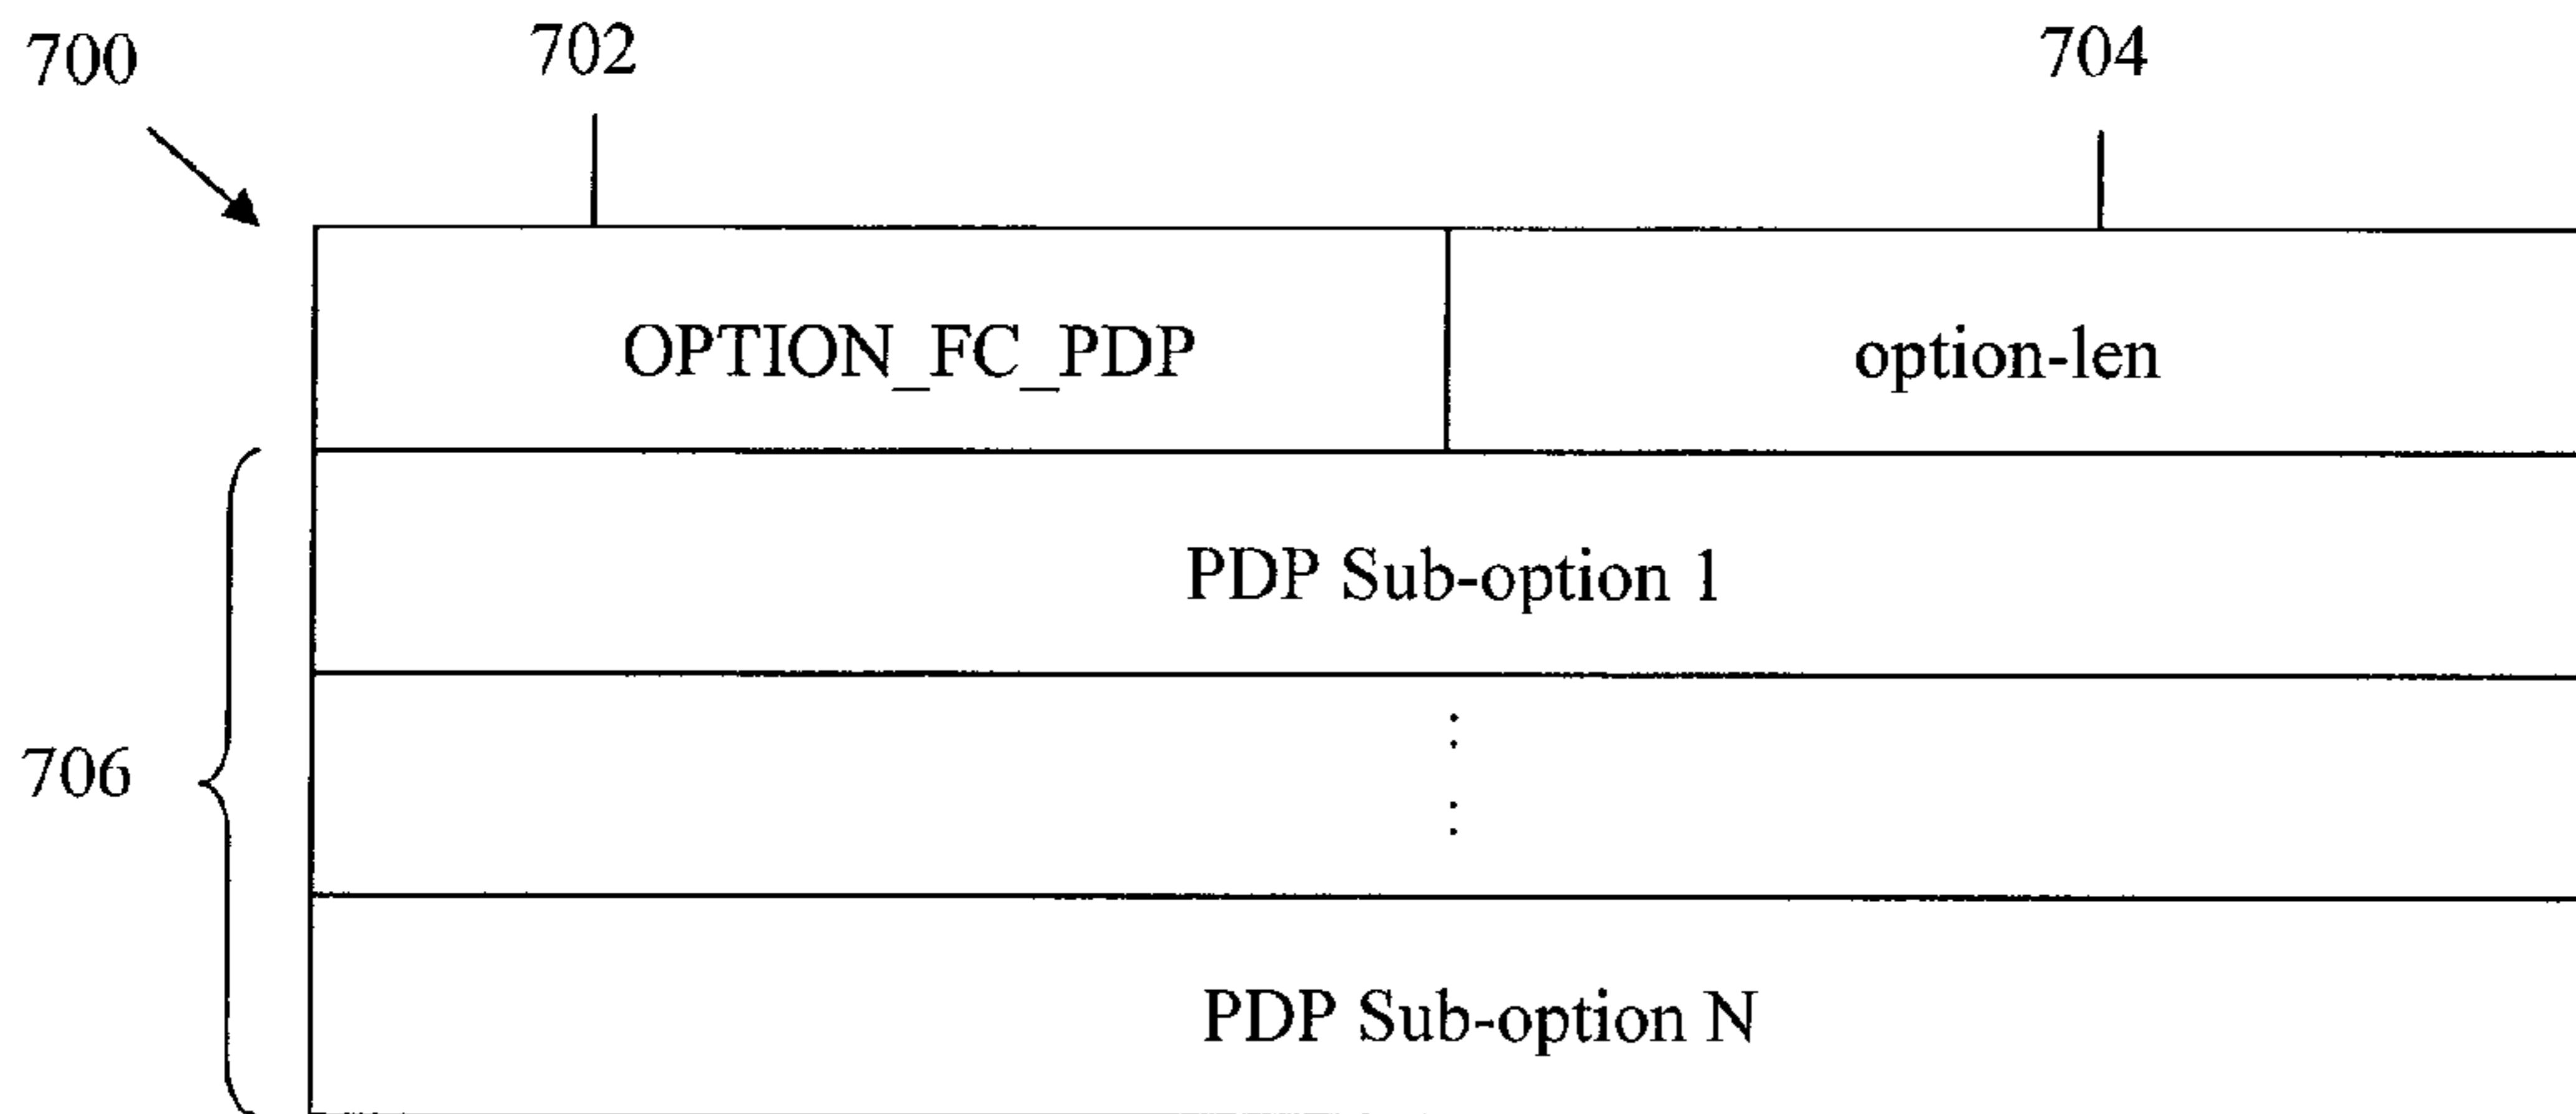 700 702 704
OPTION_FC_PDP option-len
PDP Sub-option 1
706
PDP Sub-option N